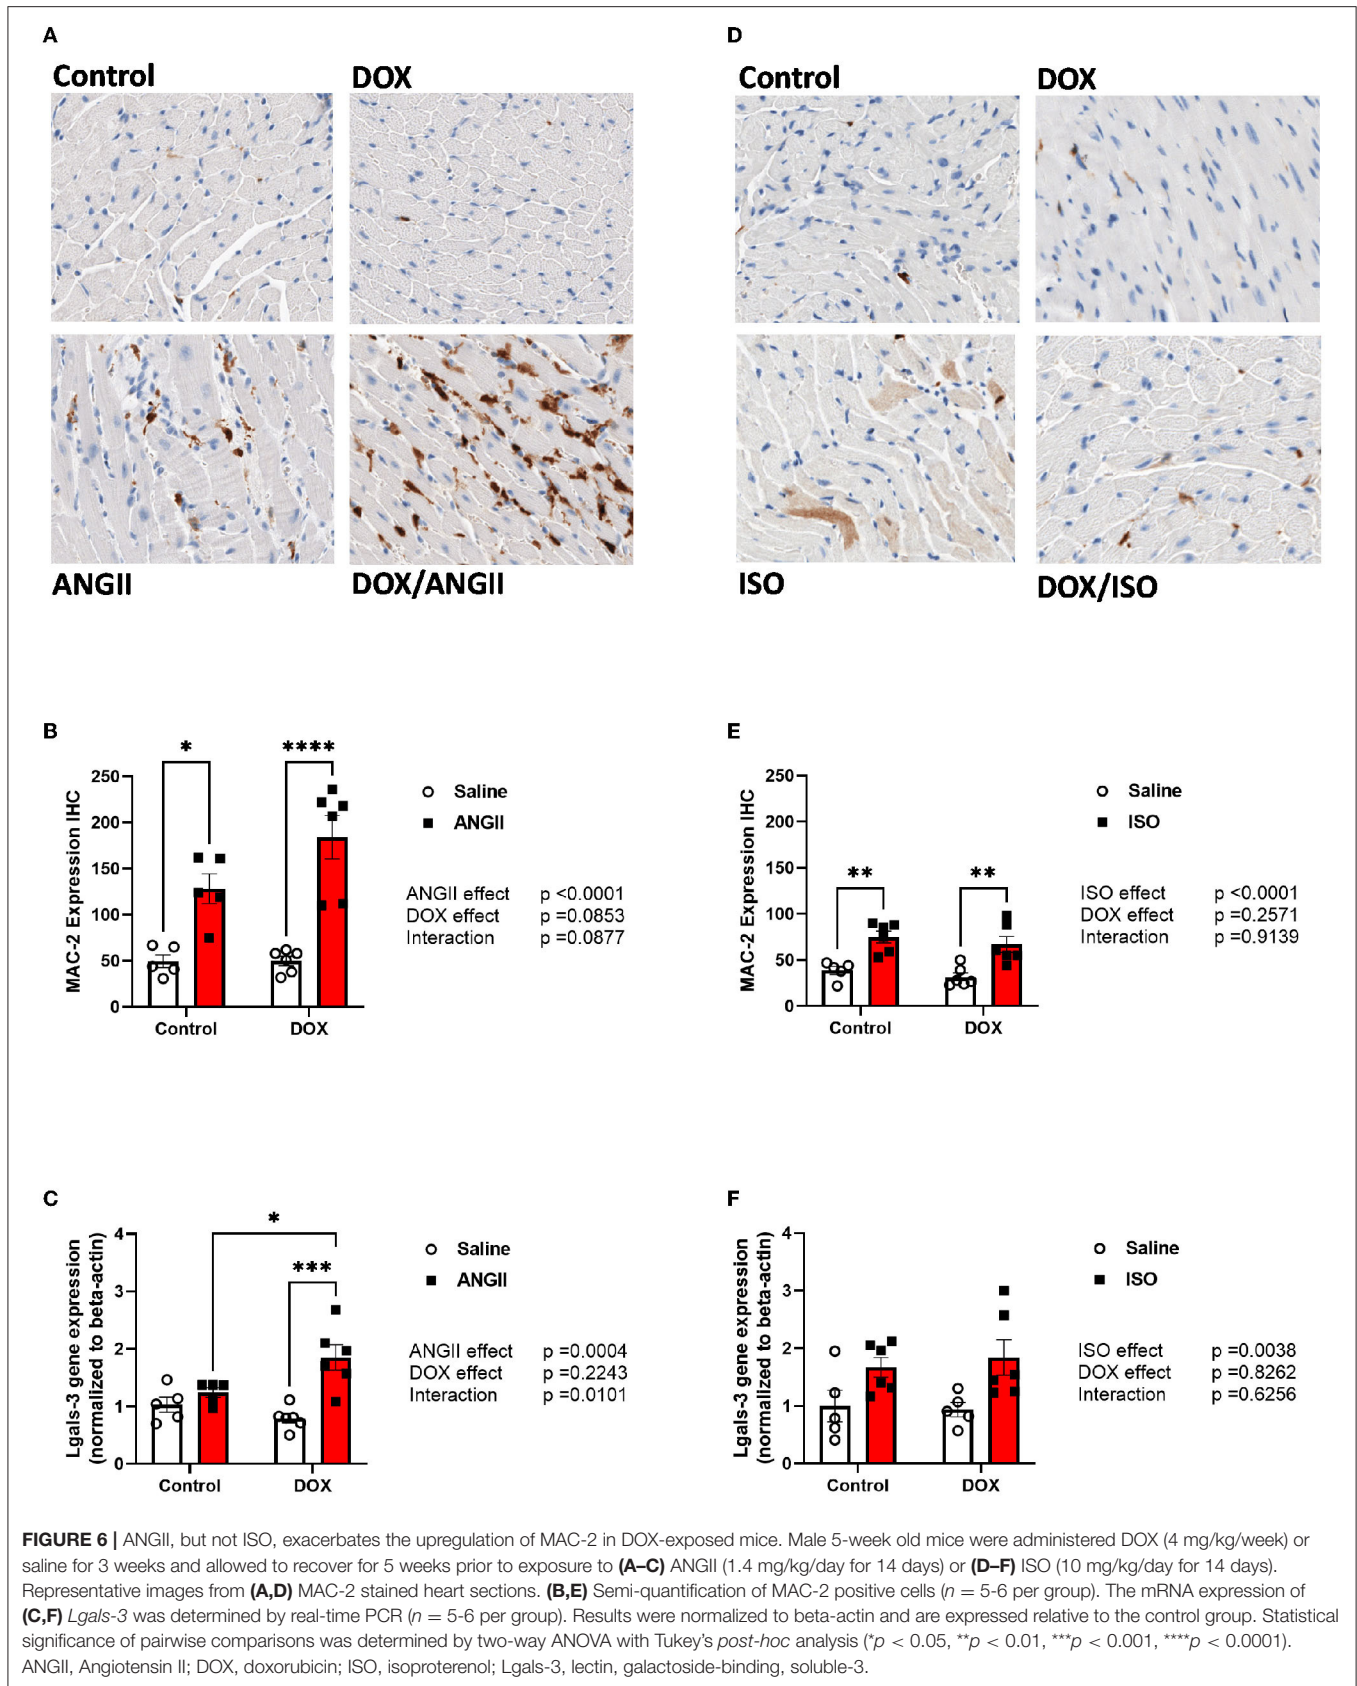 A
Control
DOX
ANGII
DOX/ANGII
D
Control
DOX
ISO
DOX/ISO
B
*
****
MAC-2 Expression IHC
250
200
150
100
50
0
Control
DOX
Saline
ANGII
ANGII effect p <0.0001
DOX effect p =0.0853
Interaction p =0.0877
E
**
**
MAC-2 Expression IHC
250
200
150
100
50
0
Control
DOX
Saline
ISO
ISO effect p <0.0001
DOX effect p =0.2571
Interaction p =0.9139
C
*
***
Lgals-3 gene expression
(normalized to beta-actin)
4
3
2
1
0
Control
DOX
Saline
ANGII
ANGII effect p =0.0004
DOX effect p =0.2243
Interaction p =0.0101
F
Lgals-3 gene expression
(normalized to beta-actin)
4
3
2
1
0
Control
DOX
Saline
ISO
ISO effect p =0.0038
DOX effect p =0.8262
Interaction p =0.6256
FIGURE 6 | ANGII, but not ISO, exacerbates the upregulation of MAC-2 in DOX-exposed mice. Male 5-week old mice were administered DOX (4 mg/kg/week) or
saline for 3 weeks and allowed to recover for 5 weeks prior to exposure to (A–C) ANGII (1.4 mg/kg/day for 14 days) or (D–F) ISO (10 mg/kg/day for 14 days).
Representative images from (A,D) MAC-2 stained heart sections. (B,E) Semi-quantification of MAC-2 positive cells (n = 5-6 per group). The mRNA expression of
(C,F) Lgals-3 was determined by real-time PCR (n = 5-6 per group). Results were normalized to beta-actin and are expressed relative to the control group. Statistical
significance of pairwise comparisons was determined by two-way ANOVA with Tukey's post-hoc analysis (*p < 0.05, **p < 0.01, ***p < 0.001, ****p < 0.0001).
ANGII, Angiotensin II; DOX, doxorubicin; ISO, isoproterenol; Lgals-3, lectin, galactoside-binding, soluble-3.